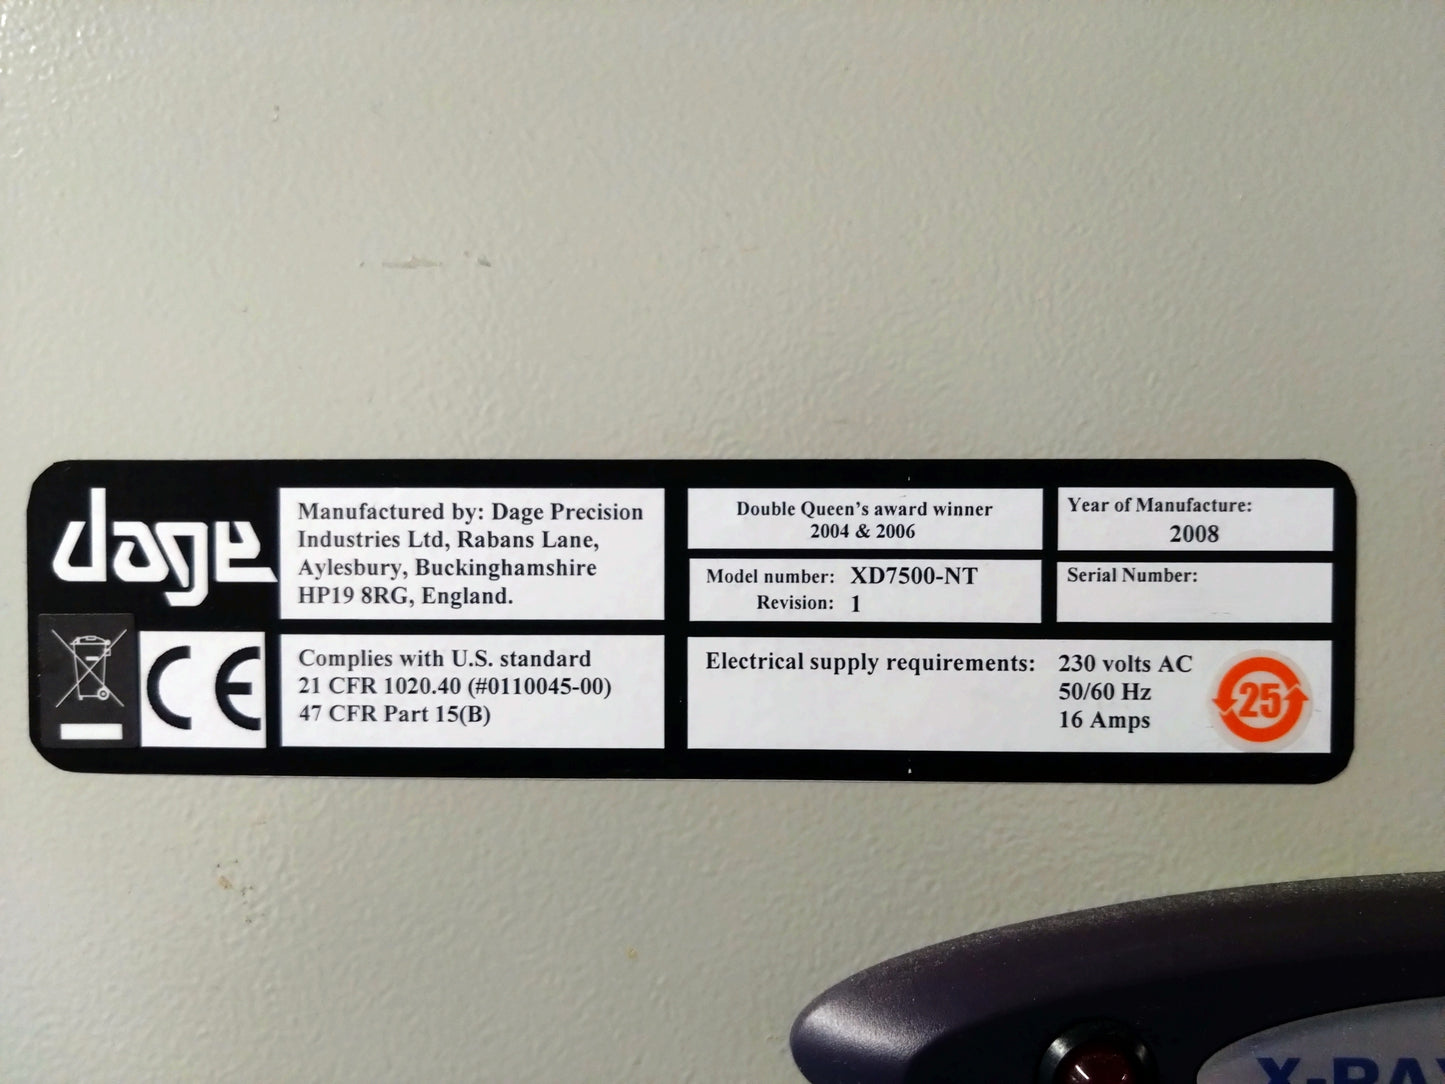 dage
Manufactured by: Dage Precision
Industries Ltd, Rabans Lane,
Aylesbury, Buckinghamshire
HP19 8RG, England.
Double Queen's award winner
2004 & 2006
Year of Manufacture:
2008
Model number: XD7500-NT
Revision: 1
Serial Number:
CE
Complies with U.S. standard
21 CFR 1020.40 (#0110045-00)
47 CFR Part 15(B)
Electrical supply requirements: 230 volts AC
50/60 Hz
16 Amps
25
X-RAY